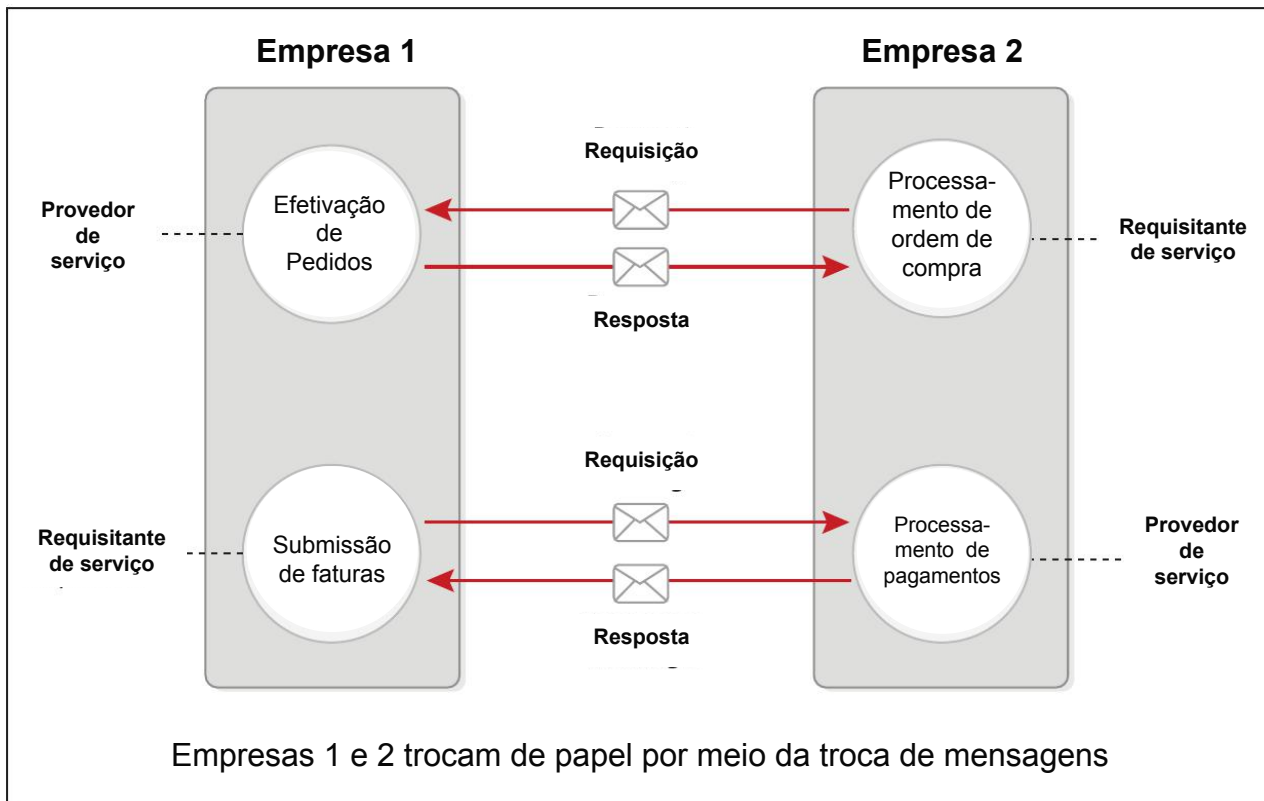 Empresa 1
Empresa 2
Requisição
Provedor
de
serviço
Efetivação
de
Pedidos
Processa-
mento de
ordem de
compra
Requisitante
de serviço
Resposta
Requisição
Requisitante
de serviço
Submissão
de faturas
Processa-
mento de
pagamentos
Provedor
de
serviço
Resposta
Empresas 1 e 2 trocam de papel por meio da troca de mensagens